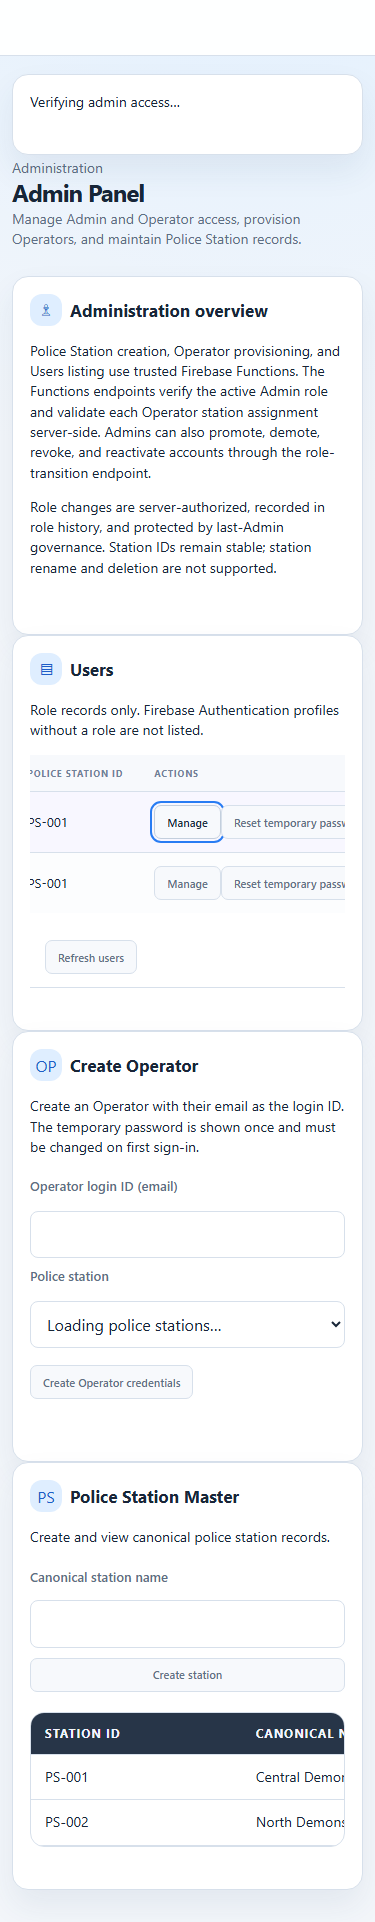 Verifying admin access...
Administration
Admin Panel
Manage Admin and Operator access, provision
Operators, and maintain Police Station records.
Administration overview
Police Station creation, Operator provisioning, and
Users listing use trusted Firebase Functions. The
Functions endpoints verify the active Admin role
and validate each Operator station assignment
server-side. Admins can also promote, demote,
revoke, and reactivate accounts through the role-
transition endpoint.
Role changes are server-authorized, recorded in
role history, and protected by last-Admin
governance. Station IDs remain stable; station
rename and deletion are not supported.
Users
Role records only. Firebase Authentication profiles
without a role are not listed.
POLICE STATION ID ACTIONS
PS-001 Manage Reset temporary passw
PS-001 Manage Reset temporary passw
Refresh users
OP Create Operator
Create an Operator with their email as the login ID.
The temporary password is shown once and must
be changed on first sign-in.
Operator login ID (email)
Police station
Loading police stations...
Create Operator credentials
PS Police Station Master
Create and view canonical police station records.
Canonical station name
Create station
STATION ID CANONICAL N
PS-001 Central Demon
PS-002 North Demons